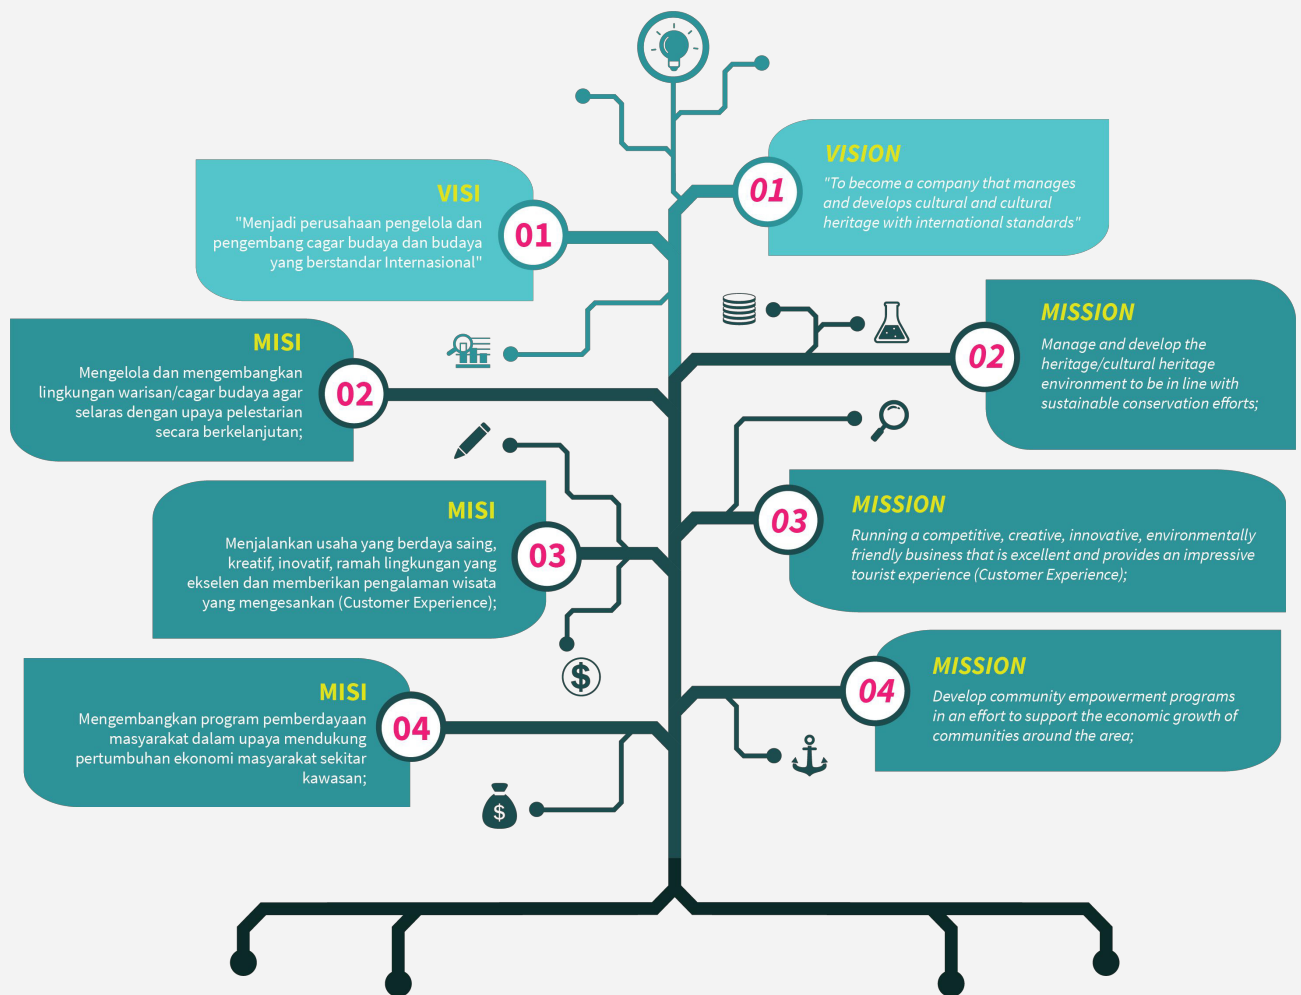 VISI
"Menjadi perusahaan pengelola dan
pengembang cagar budaya dan budaya
yang berstandar Internasional"
01
MISI
Mengelola dan mengembangkan
lingkungan warisan/cagar budaya agar
selaras dengan upaya pelestarian
secara berkelanjutan;
02
MISI
Menjalankan usaha yang berdaya saing,
kreatif, inovatif, ramah lingkungan yang
ekselen dan memberikan pengalaman wisata
yang mengesankan (Customer Experience);
03
$
MISI
Mengembangkan program pemberdayaan
masyarakat dalam upaya mendukung
pertumbuhan ekonomi masyarakat sekitar
kawasan;
04
$
01
VISION
"To become a company that manages
and develops cultural and cultural
heritage with international standards"
02
MISSION
Manage and develop the
heritage/cultural heritage
environment to be in line with
sustainable conservation efforts;
03
MISSION
Running a competitive, creative, innovative, environmentally
friendly business that is excellent and provides an impressive
tourist experience (Customer Experience);
04
MISSION
Develop community empowerment programs
in an effort to support the economic growth of
communities around the area;